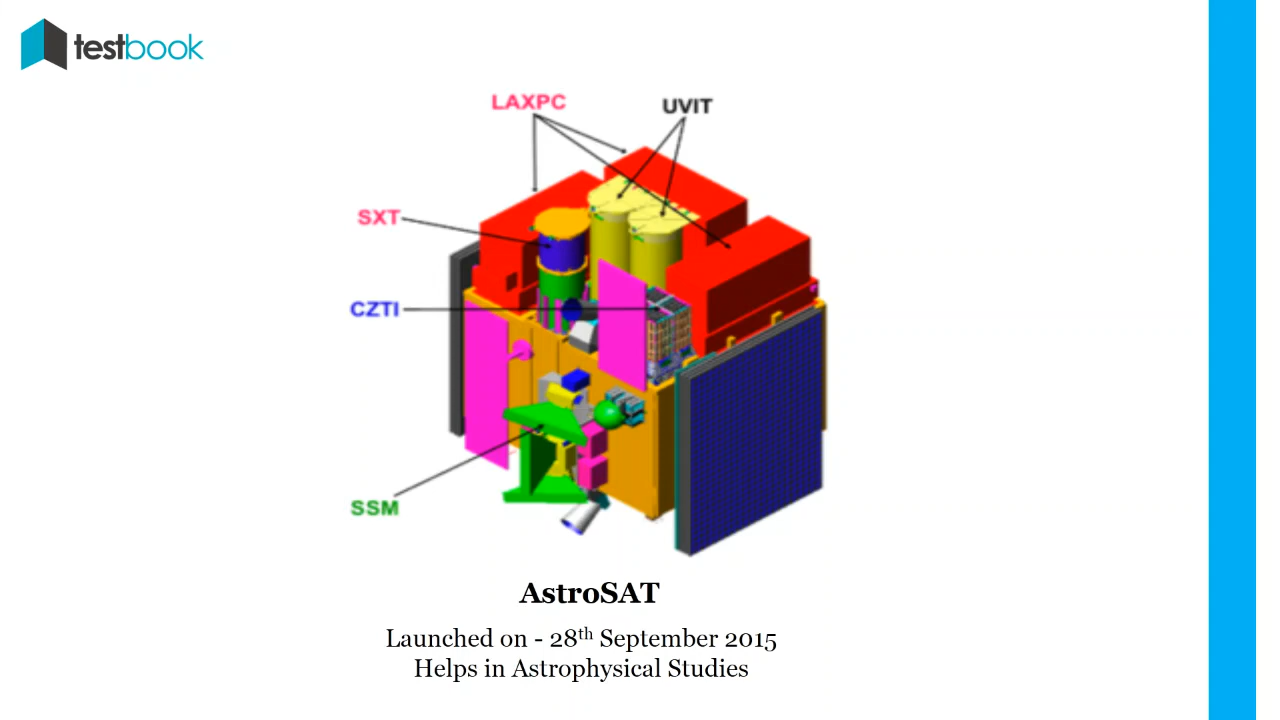 testbook
LAXPC
UVIT
SXT
CZTI
SSM
AstroSAT
Launched on - 28th September 2015
Helps in Astrophysical Studies